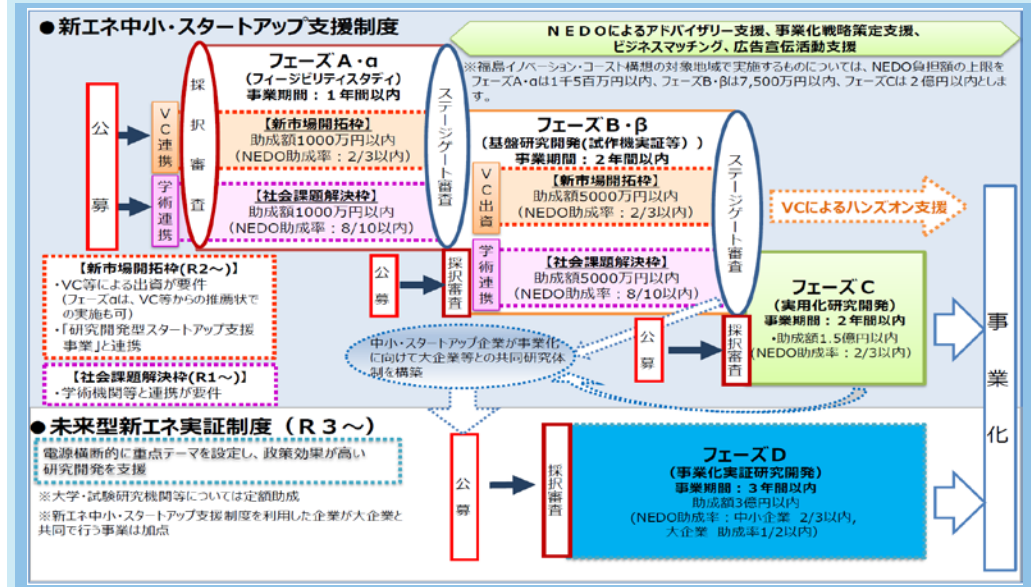 ●新エネ中小・スタートアップ支援制度
NEDOによるアドバイザリー支援、事業化戦略策定支援、
ビジネスマッチング、広告宣伝活動支援
※福島イノベーション・コースト構想の対象地域で実施するものについては、NEDO負担額の上限を
フェーズA・αは1千5百万円以内、フェーズB・βは7,500万円以内、フェーズCは2億円以内としま
す。
公募
VC連携
学術連携
採択審査
フェーズA・α
(フィージビリティスタディ)
事業期間：1年間以内
【新市場開拓枠】
助成額1000万円以内
(NEDO助成率：2/3以内)
【社会課題解決枠】
助成額1000万円以内
(NEDO助成率：8/10以内)
ステージゲート審査
公募
採択審査
フェーズB・β
(基盤研究開発(試作機実証等))
事業期間：2年間以内
VC出資
【新市場開拓枠】
助成額5000万円以内
(NEDO助成率：2/3以内)
学術連携
【社会課題解決枠】
助成額5000万円以内
(NEDO助成率：8/10以内)
ステージゲート審査
VCによるハンズオン支援
【新市場開拓枠(R2～)】
・VC等による出資が要件
(フェーズαは、VC等からの推薦状で
の実施も可)
・「研究開発型スタートアップ支援
事業」と連携
【社会課題解決枠(R1～)】
・学術機関等と連携が要件
中小・スタートアップ企業が事業化
に向けて大企業等との共同研究体
制を構築
公募
採択審査
フェーズC
(実用化研究開発)
事業期間：2年間以内
・助成額1.5億円以内
(NEDO助成率：2/3以内)
事業化
●未来型新エネ実証制度（R3～）
電源横断的に重点テーマを設定し、政策効果が高い
研究開発を支援
※大学・試験研究機関等については定額助成
※新エネ中小・スタートアップ支援制度を利用した企業が大企業と
共同で行う事業は加点
公募
採択審査
フェーズD
(事業化実証研究開発)
事業期間：3年間以内
助成額3億円以内
(NEDO助成率：中小企業 2/3以内,
大企業 助成率1/2以内)